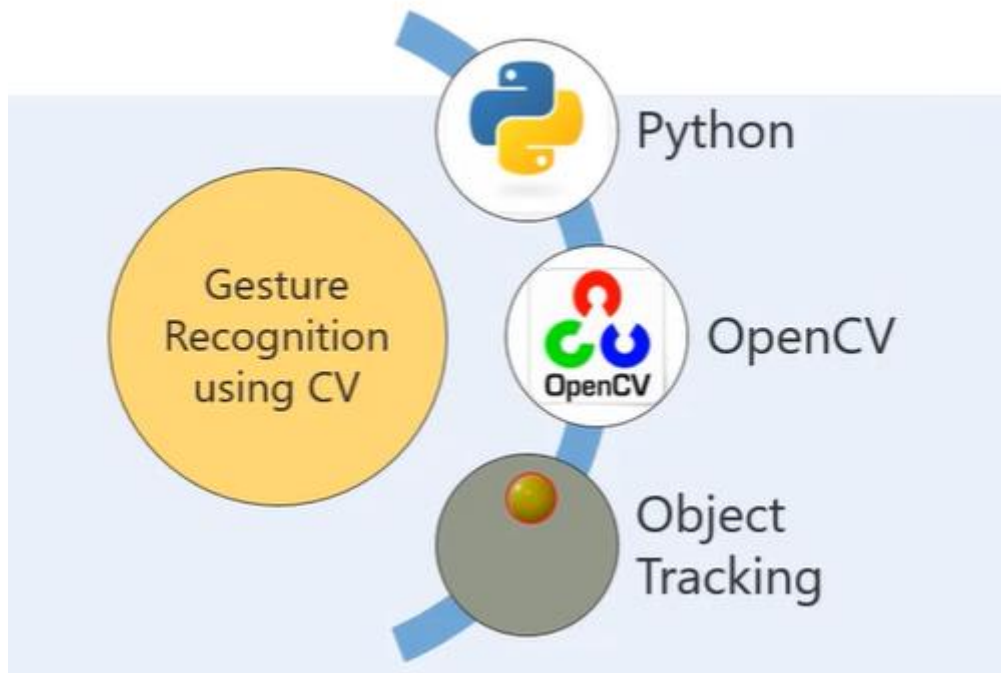 Python
Gesture
Recognition
using CV
OpenCV
OpenCV
Object
Tracking